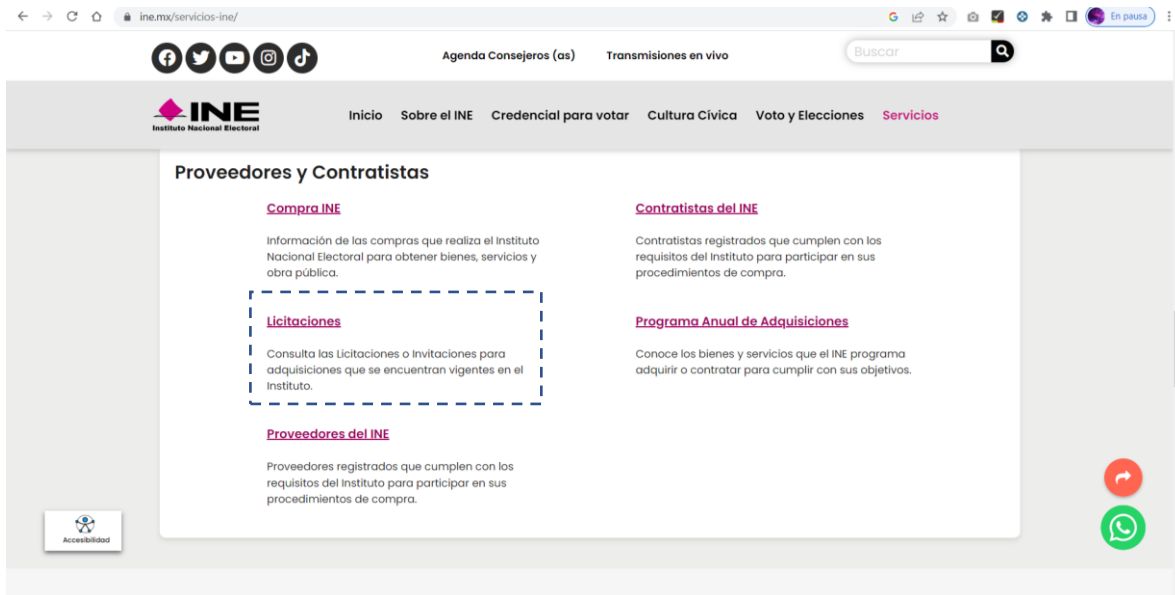 ine.mx/servicios-ine/
En pausa
Agenda Consejeros (as)
Transmisiones en vivo
Buscar
INE
Instituto Nacional Electoral
Inicio
Sobre el INE
Credencial para votar
Cultura Cívica
Voto y Elecciones
Servicios
Proveedores y Contratistas
Compra INE
Información de las compras que realiza el Instituto
Nacional Electoral para obtener bienes, servicios y
obra pública.
Contratistas del INE
Contratistas registrados que cumplen con los
requisitos del Instituto para participar en sus
procedimientos de compra.
Licitaciones
Consulta las Licitaciones o Invitaciones para
adquisiciones que se encuentran vigentes en el
Instituto.
Programa Anual de Adquisiciones
Conoce los bienes y servicios que el INE programa
adquirir o contratar para cumplir con sus objetivos.
Proveedores del INE
Proveedores registrados que cumplen con los
requisitos del Instituto para participar en sus
procedimientos de compra.
Accesibilidad